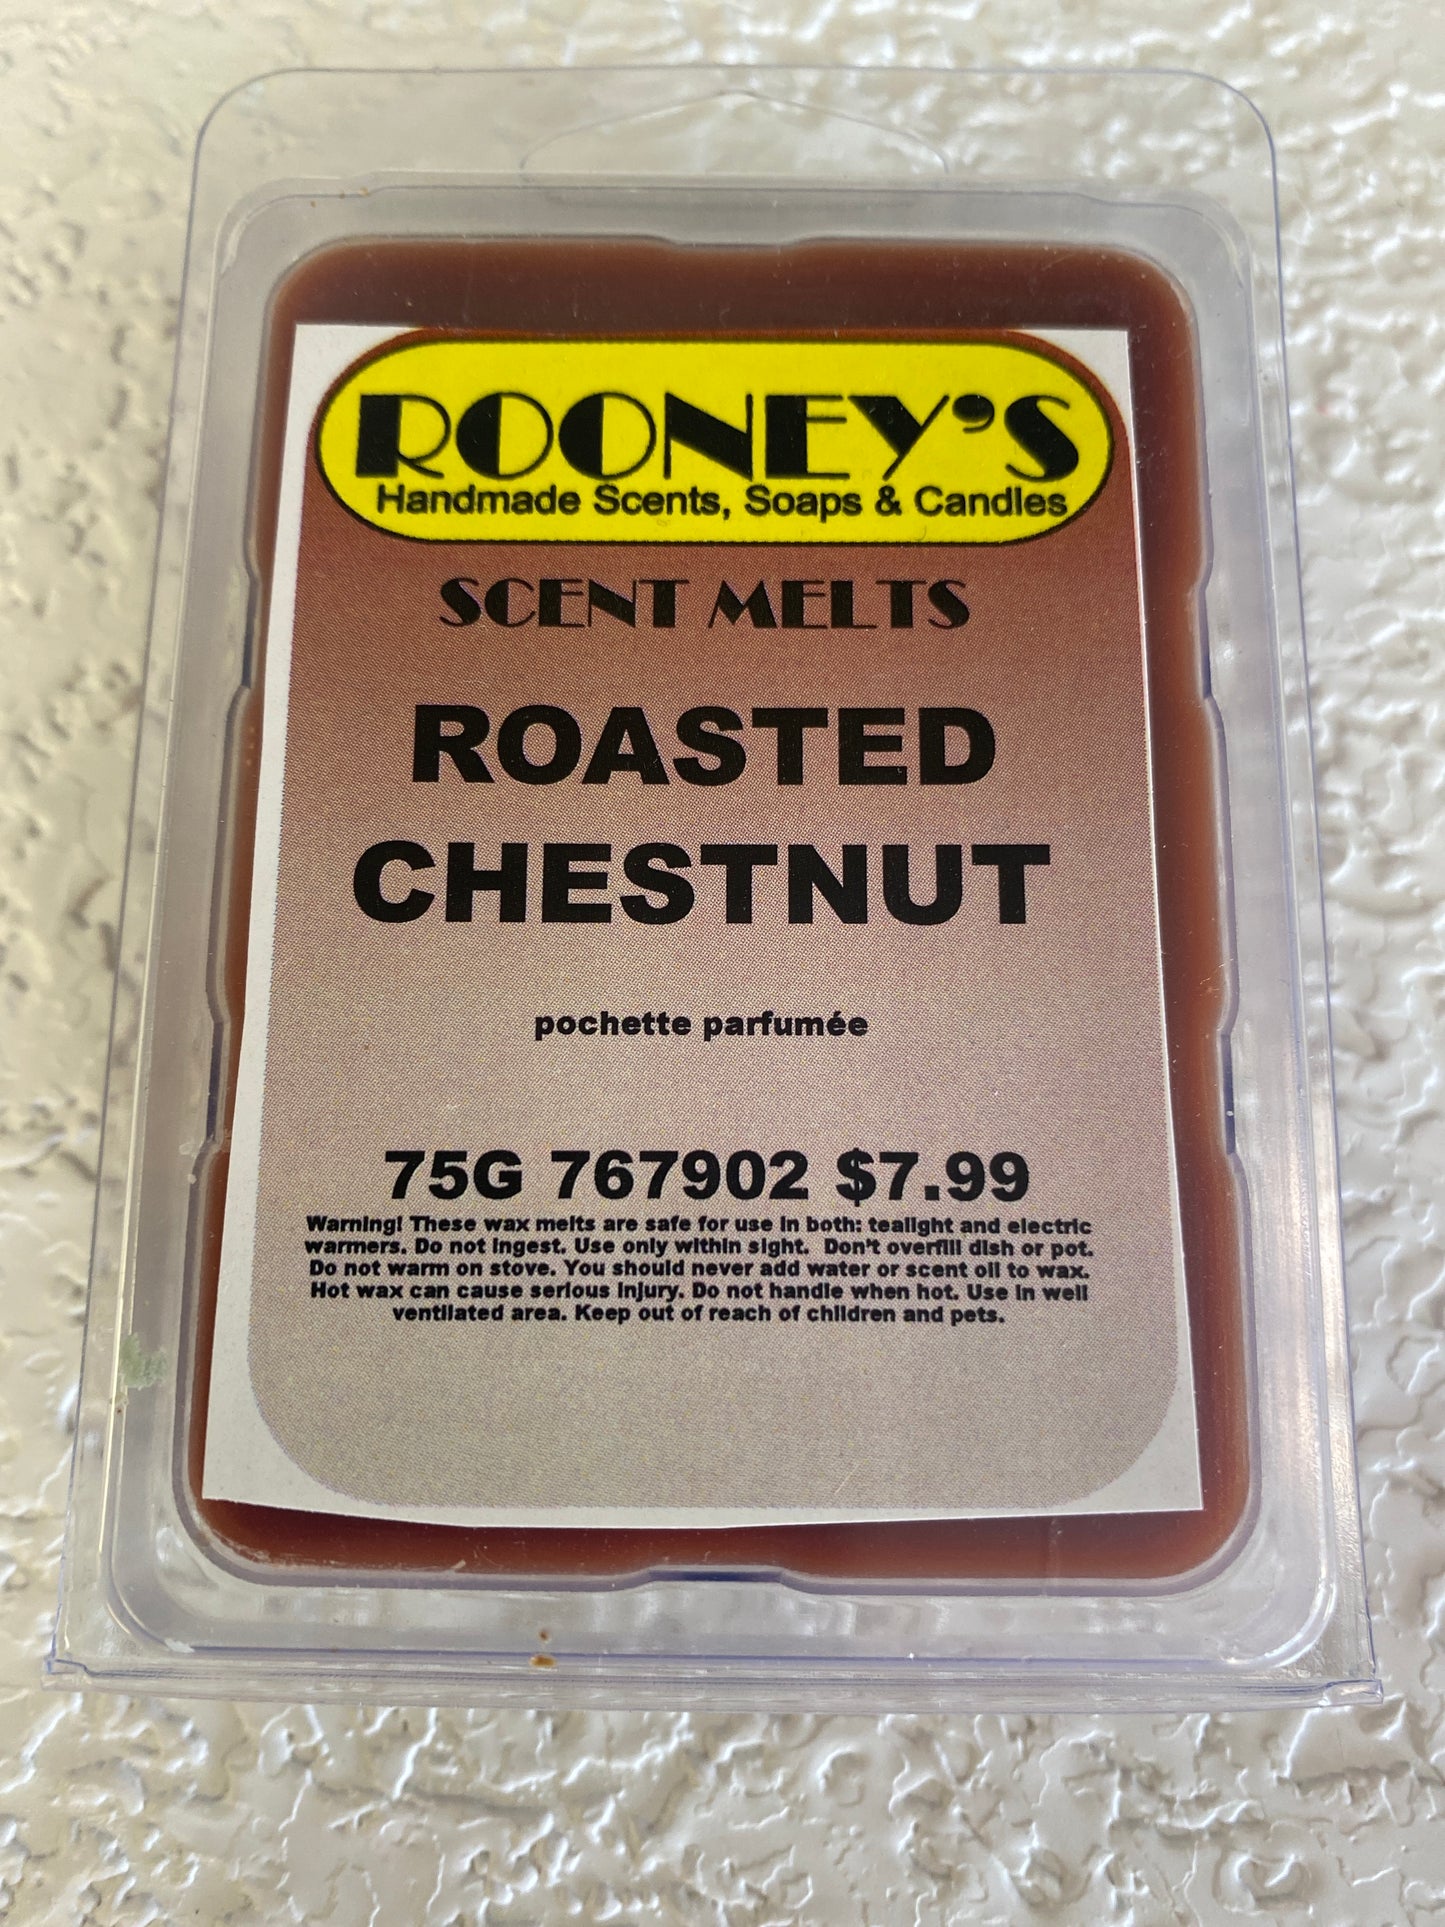 ROONEY'S
Handmade Scents, Soaps & Candles
SCENT MELTS
ROASTED
CHESTNUT
pochette parfumée
75G 767902 $7.99
Warning! These wax melts are safe for use in both: tealight and electric
warmers. Do not ingest. Use only within sight. Don't overfill dish or pot.
Do not warm on stove. You should never add water or scent oil to wax.
Hot wax can cause serious injury. Do not handle when hot. Use in well
ventilated area. Keep out of reach of children and pets.